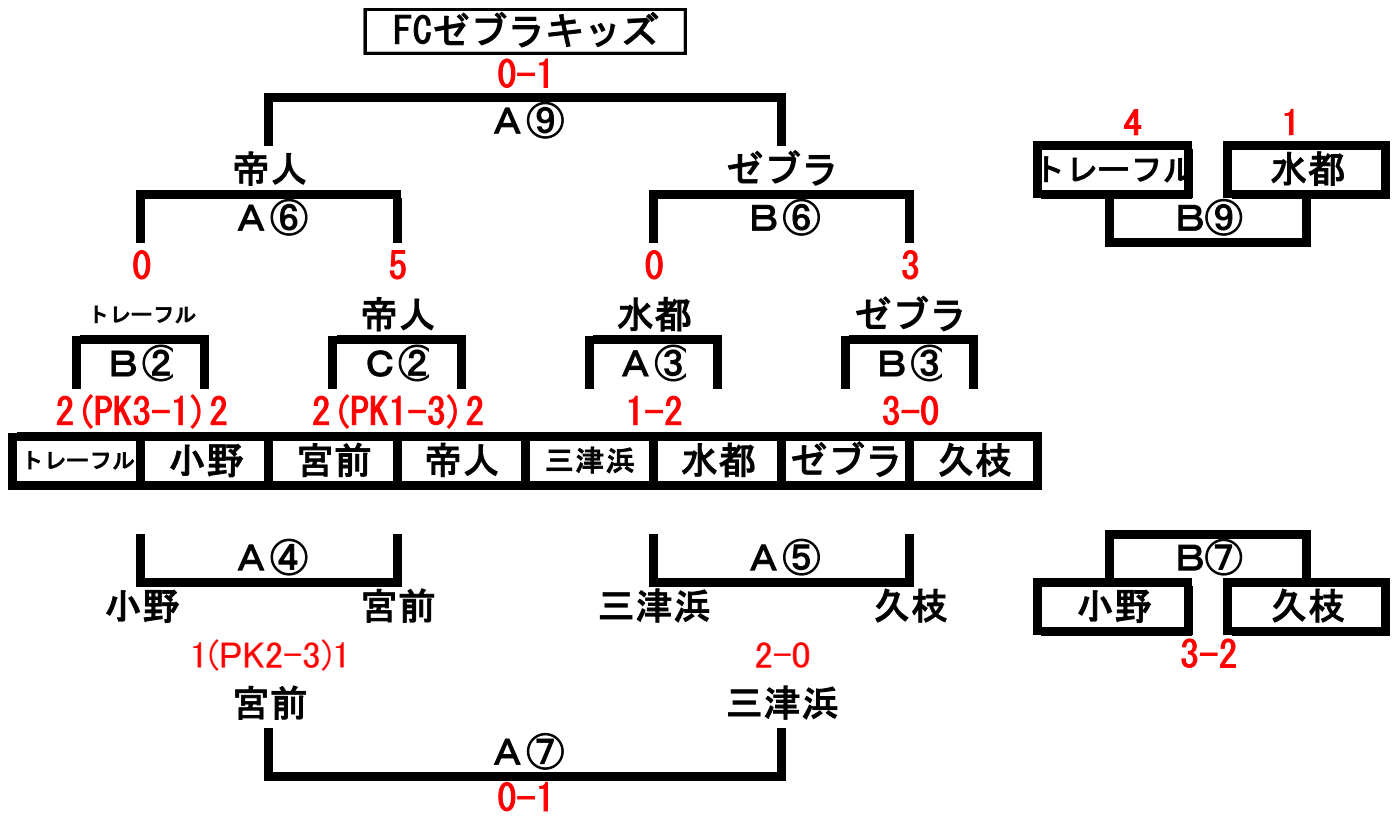 FCゼブラキッズ
0-1
A⑨
4 1
帝人 ゼブラ トレーフル 水都
A⑥ B⑥ B⑨
0 5 0 3
トレーフル 帝人 水都 ゼブラ
B② C② A③ B③
2(PK3-1)2 2(PK1-3)2 1-2 3-0
トレーフル 小野 宮前 帝人 三津浜 水都 ゼブラ 久枝
A④ A⑤ B⑦
小野 宮前 三津浜 久枝 小野 久枝
1(PK2-3)1 2-0 3-2
宮前 三津浜
A⑦
0-1